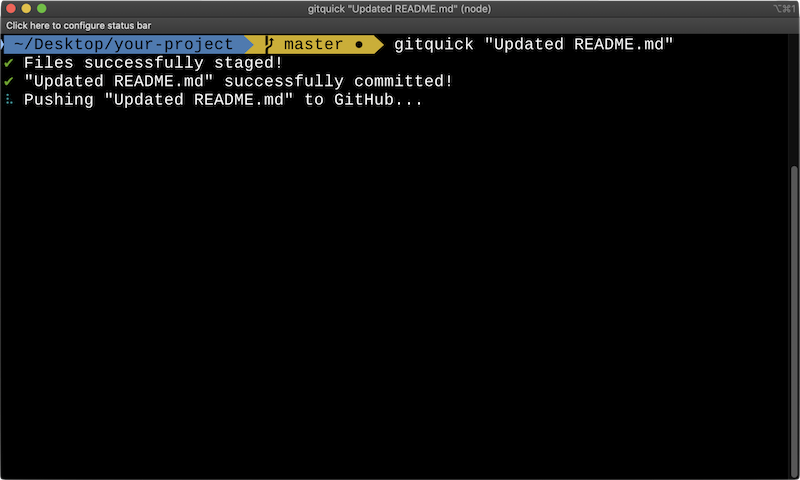 gitquick "Updated README.md" (node)
⌥⌘1
Click here to configure status bar
~/Desktop/your-project master ● gitquick "Updated README.md"
✔ Files successfully staged!
✔ "Updated README.md" successfully committed!
⠧ Pushing "Updated README.md" to GitHub...